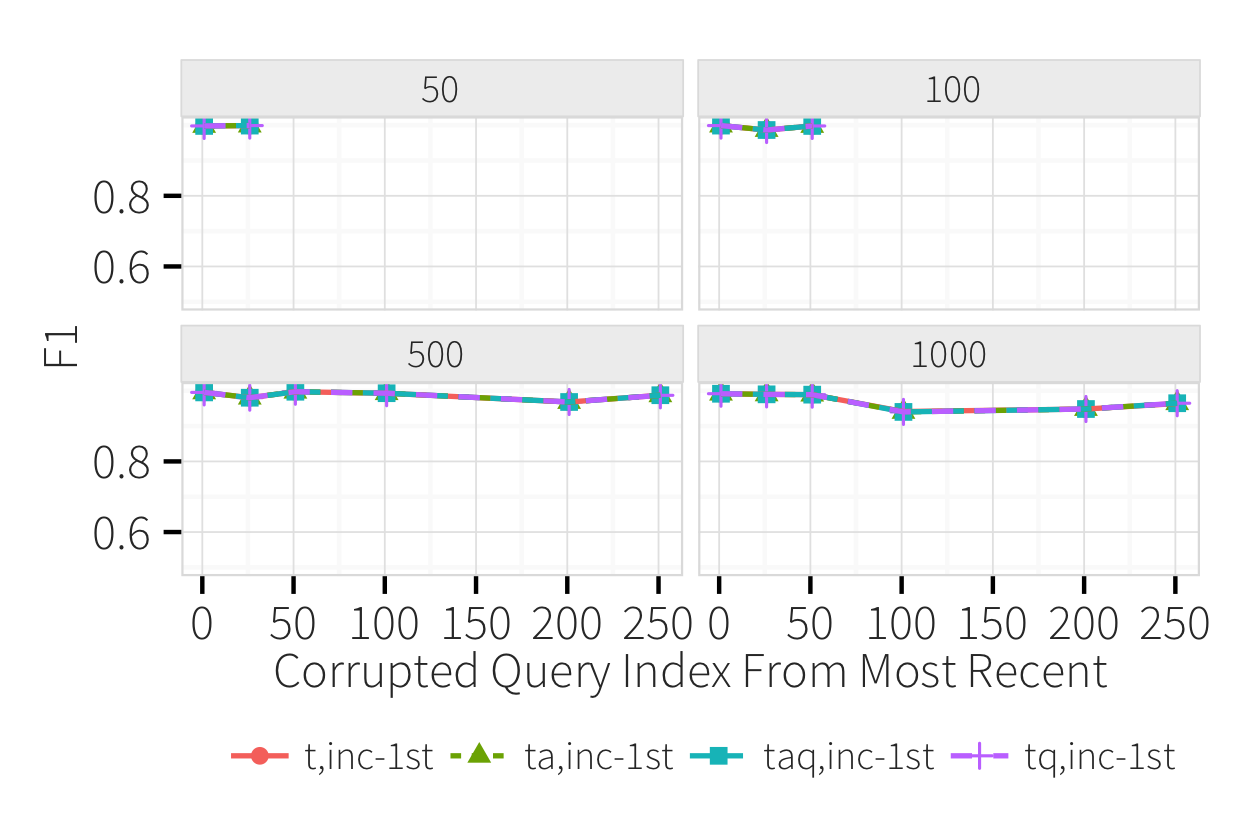 50 100
0.8
0.6
F1
500 1000
0.8
0.6
0 50 100 150 200 250 0 50 100 150 200 250
Corrupted Query Index From Most Recent
t,inc-1st ta,inc-1st taq,inc-1st tq,inc-1st